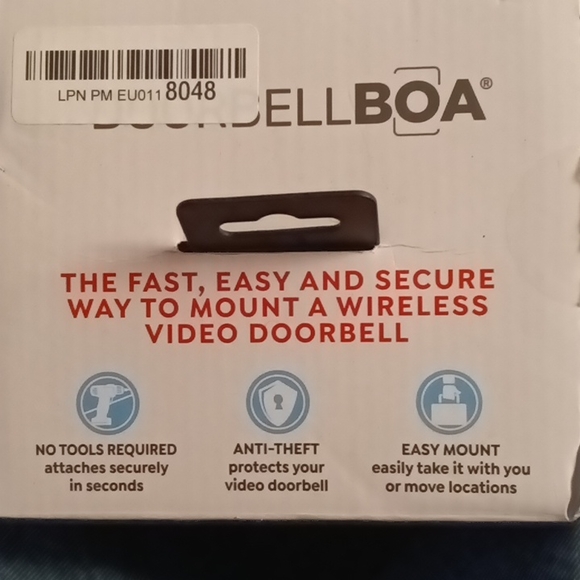 LPN PM EU011 8048
DOORBELLBOA®
THE FAST, EASY AND SECURE
WAY TO MOUNT A WIRELESS
VIDEO DOORBELL
NO TOOLS REQUIRED
attaches securely
in seconds
ANTI-THEFT
protects your
video doorbell
EASY MOUNT
easily take it with you
or move locations